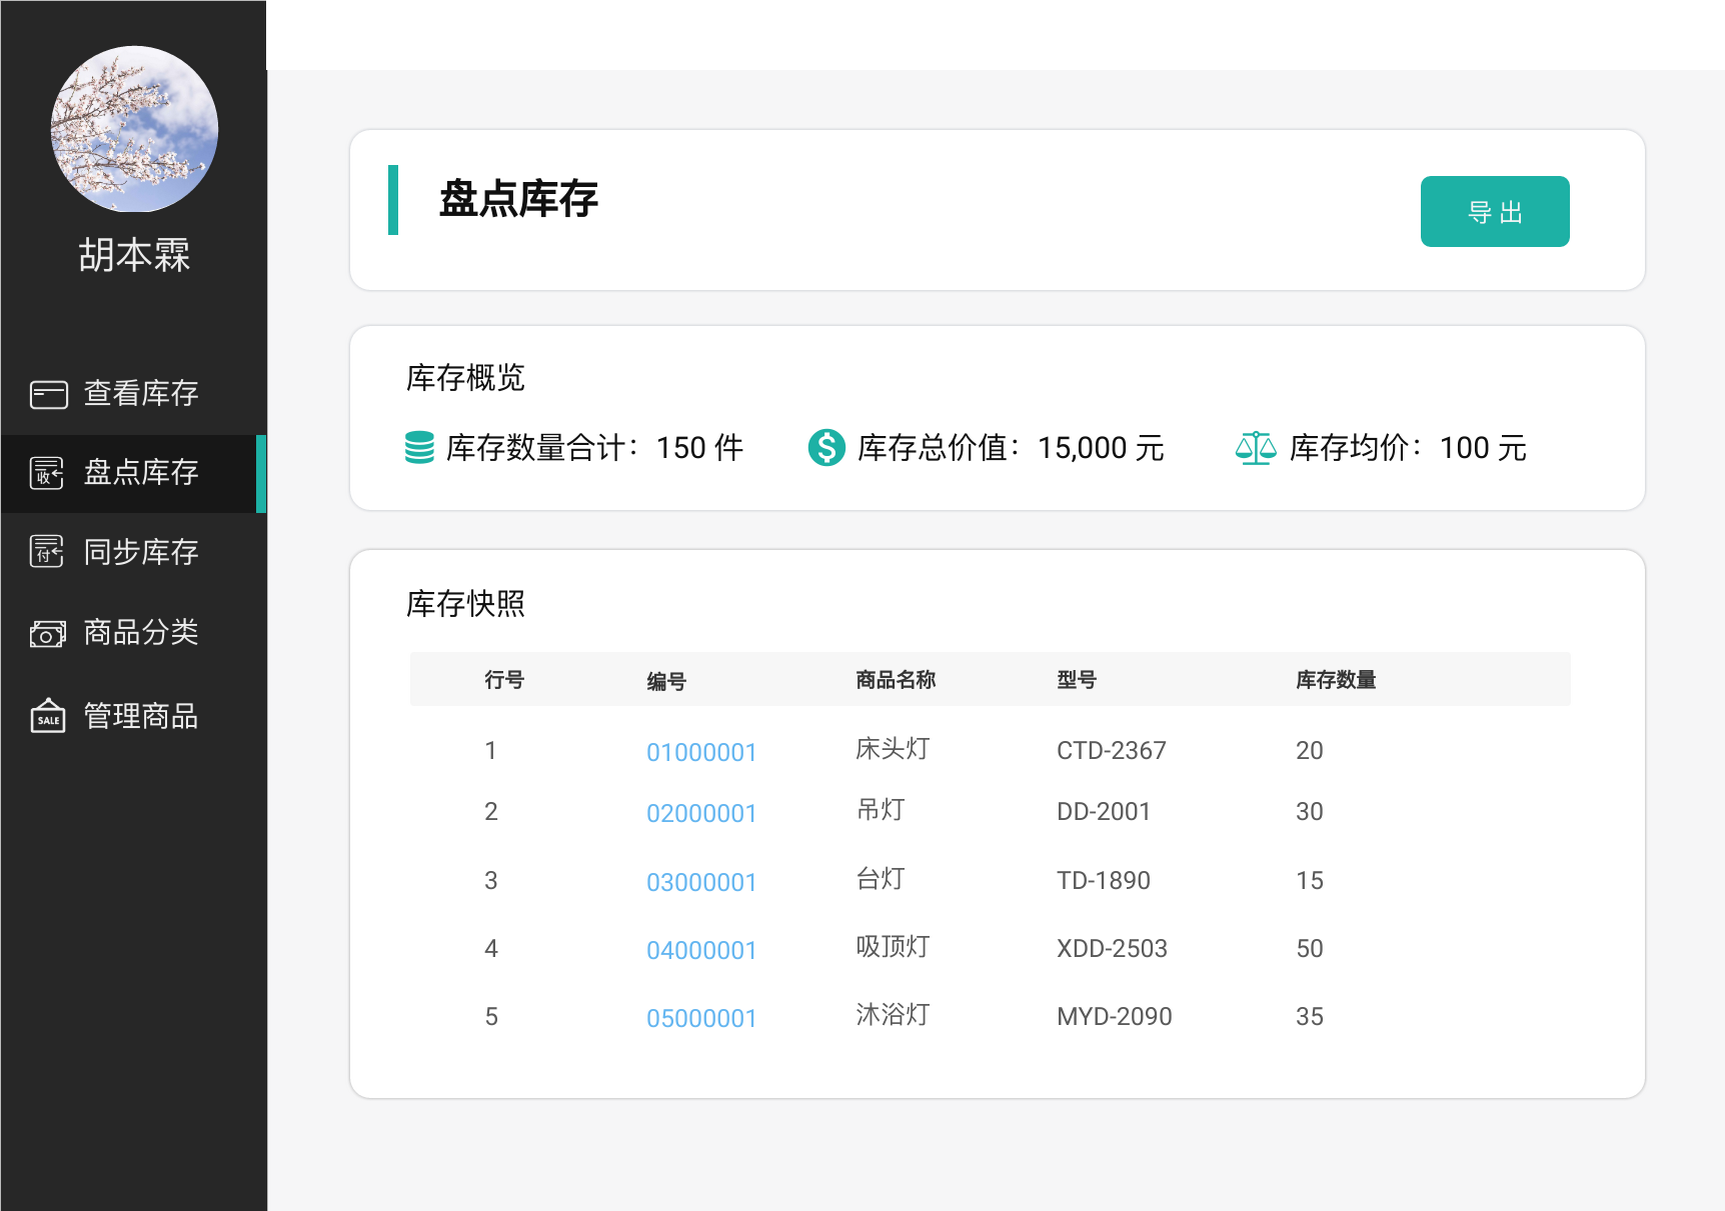 胡本霖
查看库存
收 盘点库存
付 同步库存
商品分类
SALE 管理商品
盘点库存
导出
库存概览
库存数量合计：150 件 库存总价值：15,000 元 库存均价：100 元
库存快照
行号 编号 商品名称 型号 库存数量
1 01000001 床头灯 CTD-2367 20
2 02000001 吊灯 DD-2001 30
3 03000001 台灯 TD-1890 15
4 04000001 吸顶灯 XDD-2503 50
5 05000001 沐浴灯 MYD-2090 35